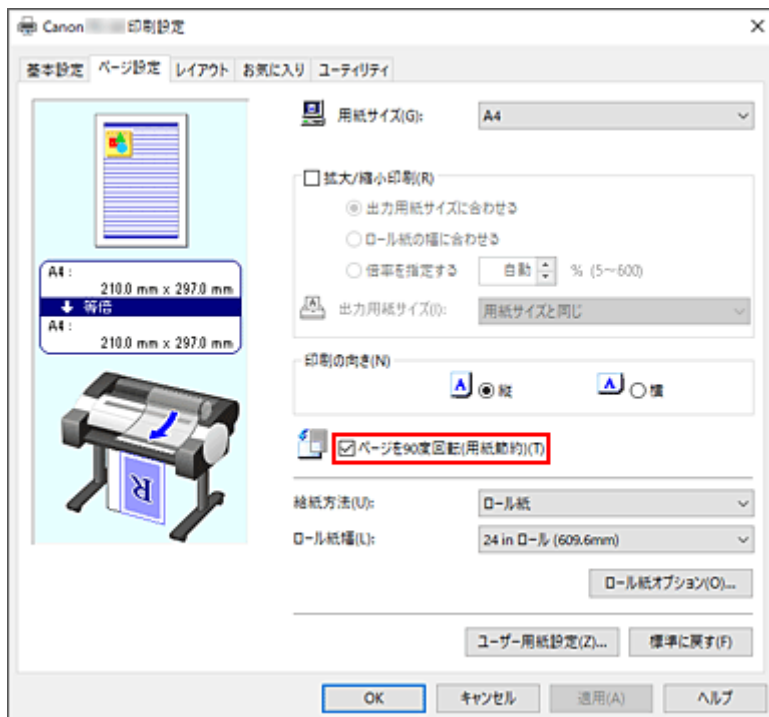 Canon 印刷設定
基本設定 ページ設定 レイアウト お気に入り ユーティリティ
用紙サイズ(G): A4
拡大/縮小印刷(R)
出力用紙サイズに合わせる
ロール紙の幅に合わせる
倍率を指定する 自動 % (5～600)
出力用紙サイズ(I): 用紙サイズと同じ
A4 :
210.0 mm x 297.0 mm
等倍
A4 :
210.0 mm x 297.0 mm
印刷の向き(N)
A 縦 A 横
ページを90度回転(用紙節約)(T)
R
給紙方法(U): ロール紙
ロール紙幅(L): 24 in ロール (609.6mm)
ロール紙オプション(O)...
ユーザー用紙設定(Z)... 標準に戻す(F)
OK キャンセル 適用(A) ヘルプ